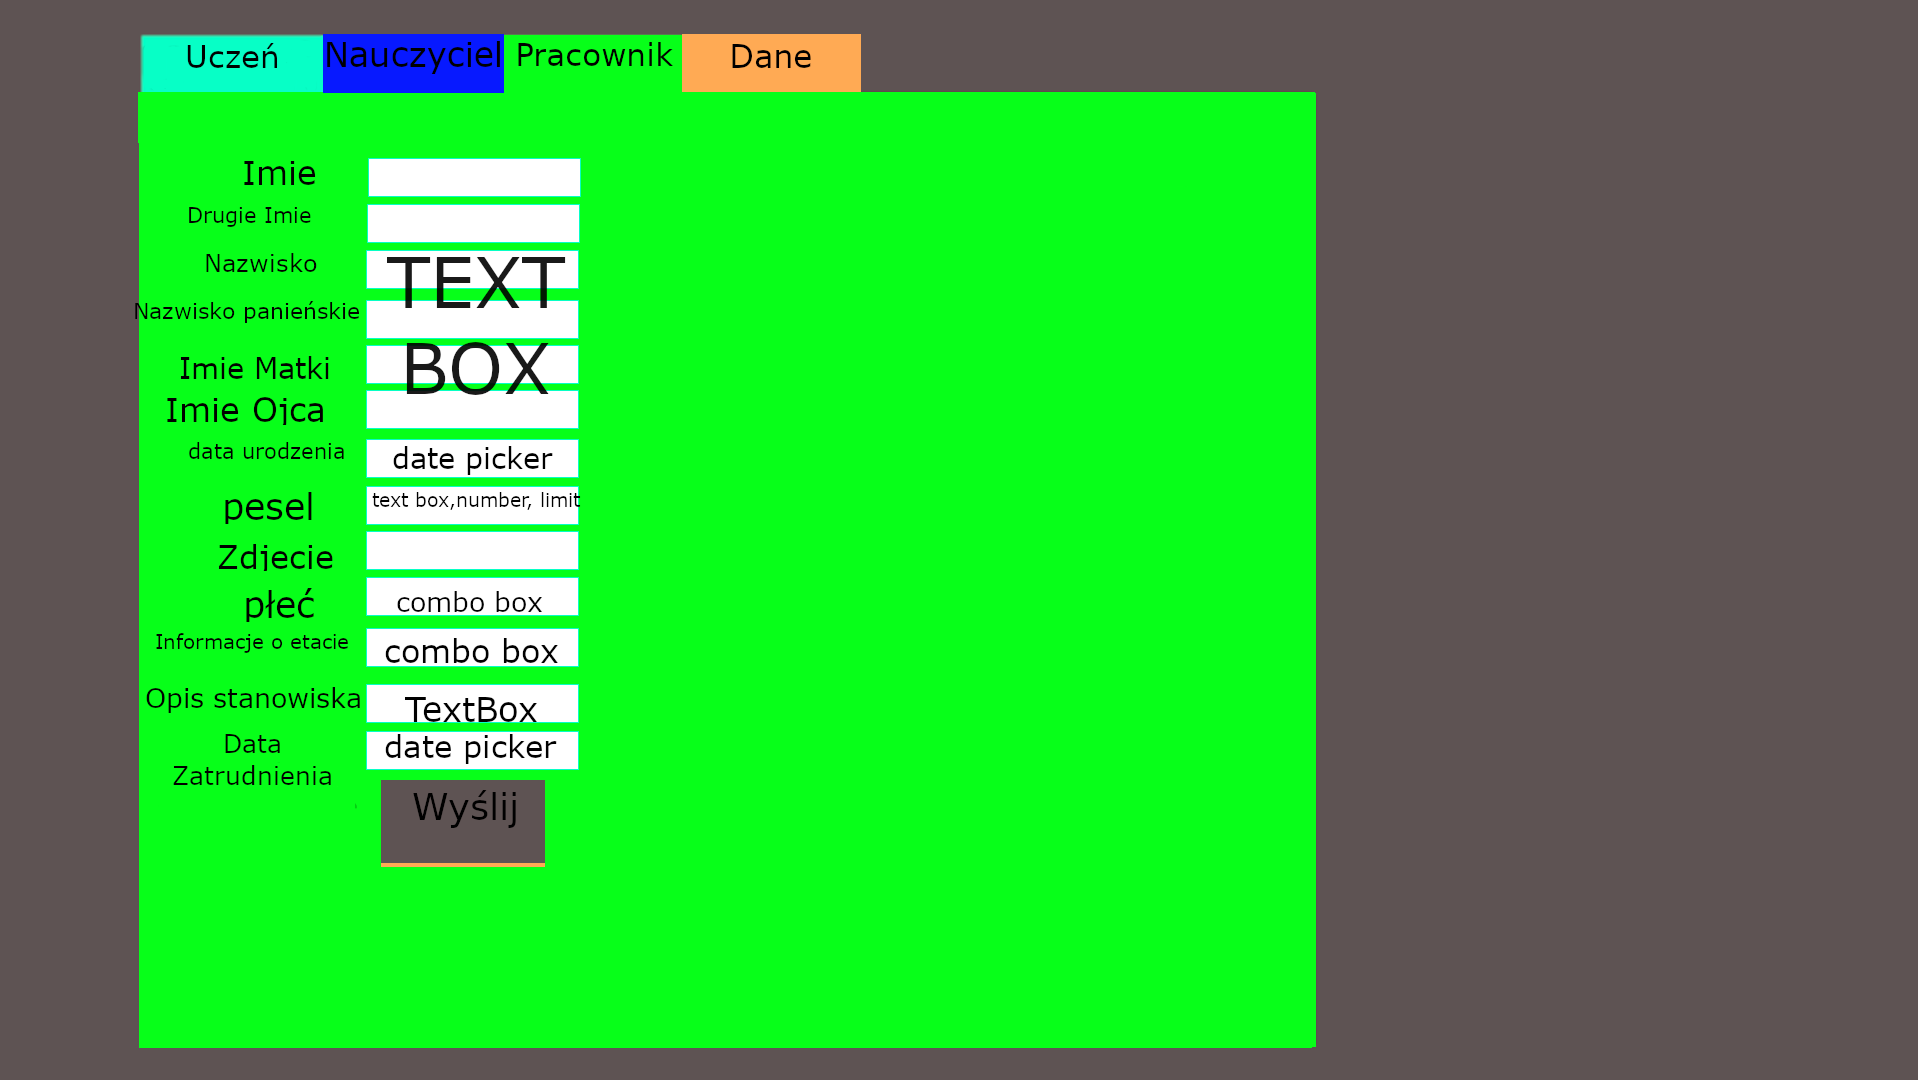 Uczeń
Nauczyciel
Pracownik
Dane
Imie
Drugie Imie
Nazwisko
Nazwisko panieńskie
TEXT
BOX
Imie Matki
Imie Ojca
data urodzenia
date picker
pesel
text box,number, limit
Zdjecie
płeć
combo box
Informacje o etacie
combo box
Opis stanowiska
TextBox
Data
Zatrudnienia
date picker
Wyślij